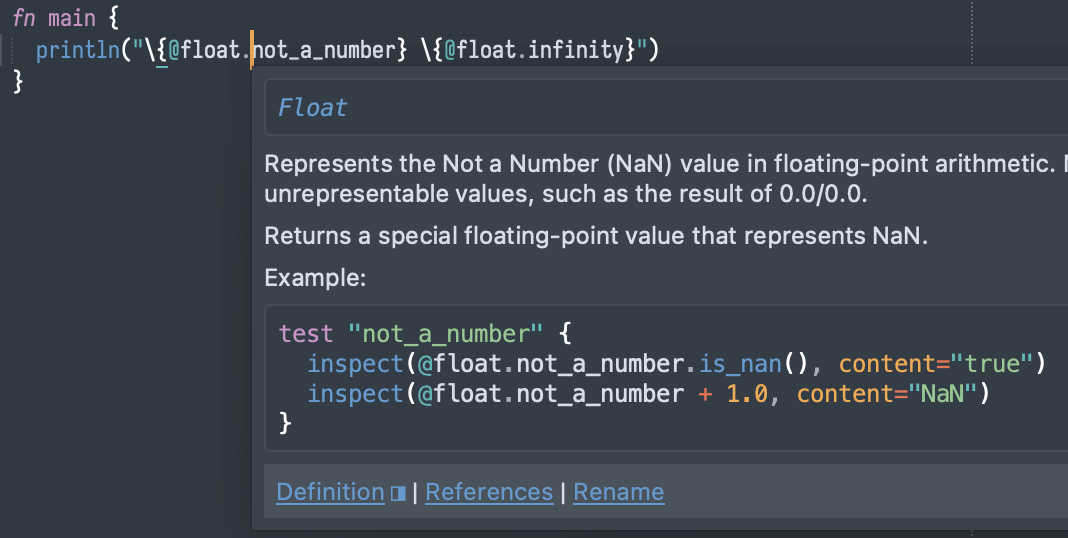 fn main {
  println("\{@float.not_a_number} \{@float.infinity}")
}
Float
Represents the Not a Number (NaN) value in floating-point arithmetic.
unrepresentable values, such as the result of 0.0/0.0.
Returns a special floating-point value that represents NaN.
Example:
test "not_a_number" {
  inspect(@float.not_a_number.is_nan(), content="true")
  inspect(@float.not_a_number + 1.0, content="NaN")
}
Definition | References | Rename